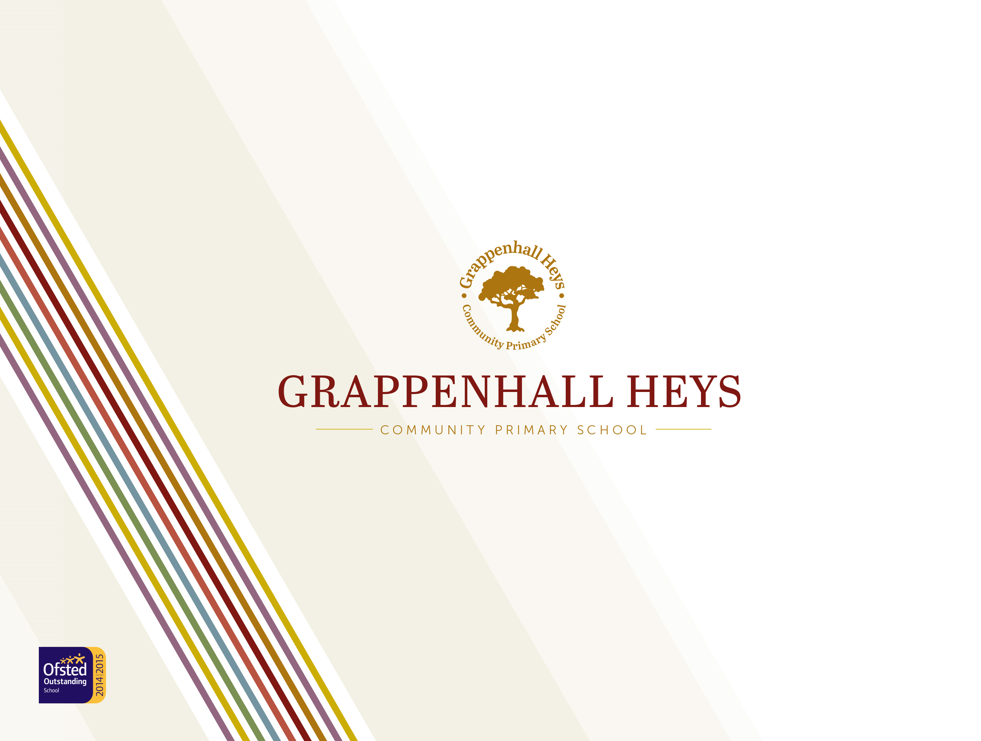 Grappenhall Heys
Community Primary School
GRAPPENHALL HEYS
COMMUNITY PRIMARY SCHOOL
Ofsted
Outstanding
School
2014-2015